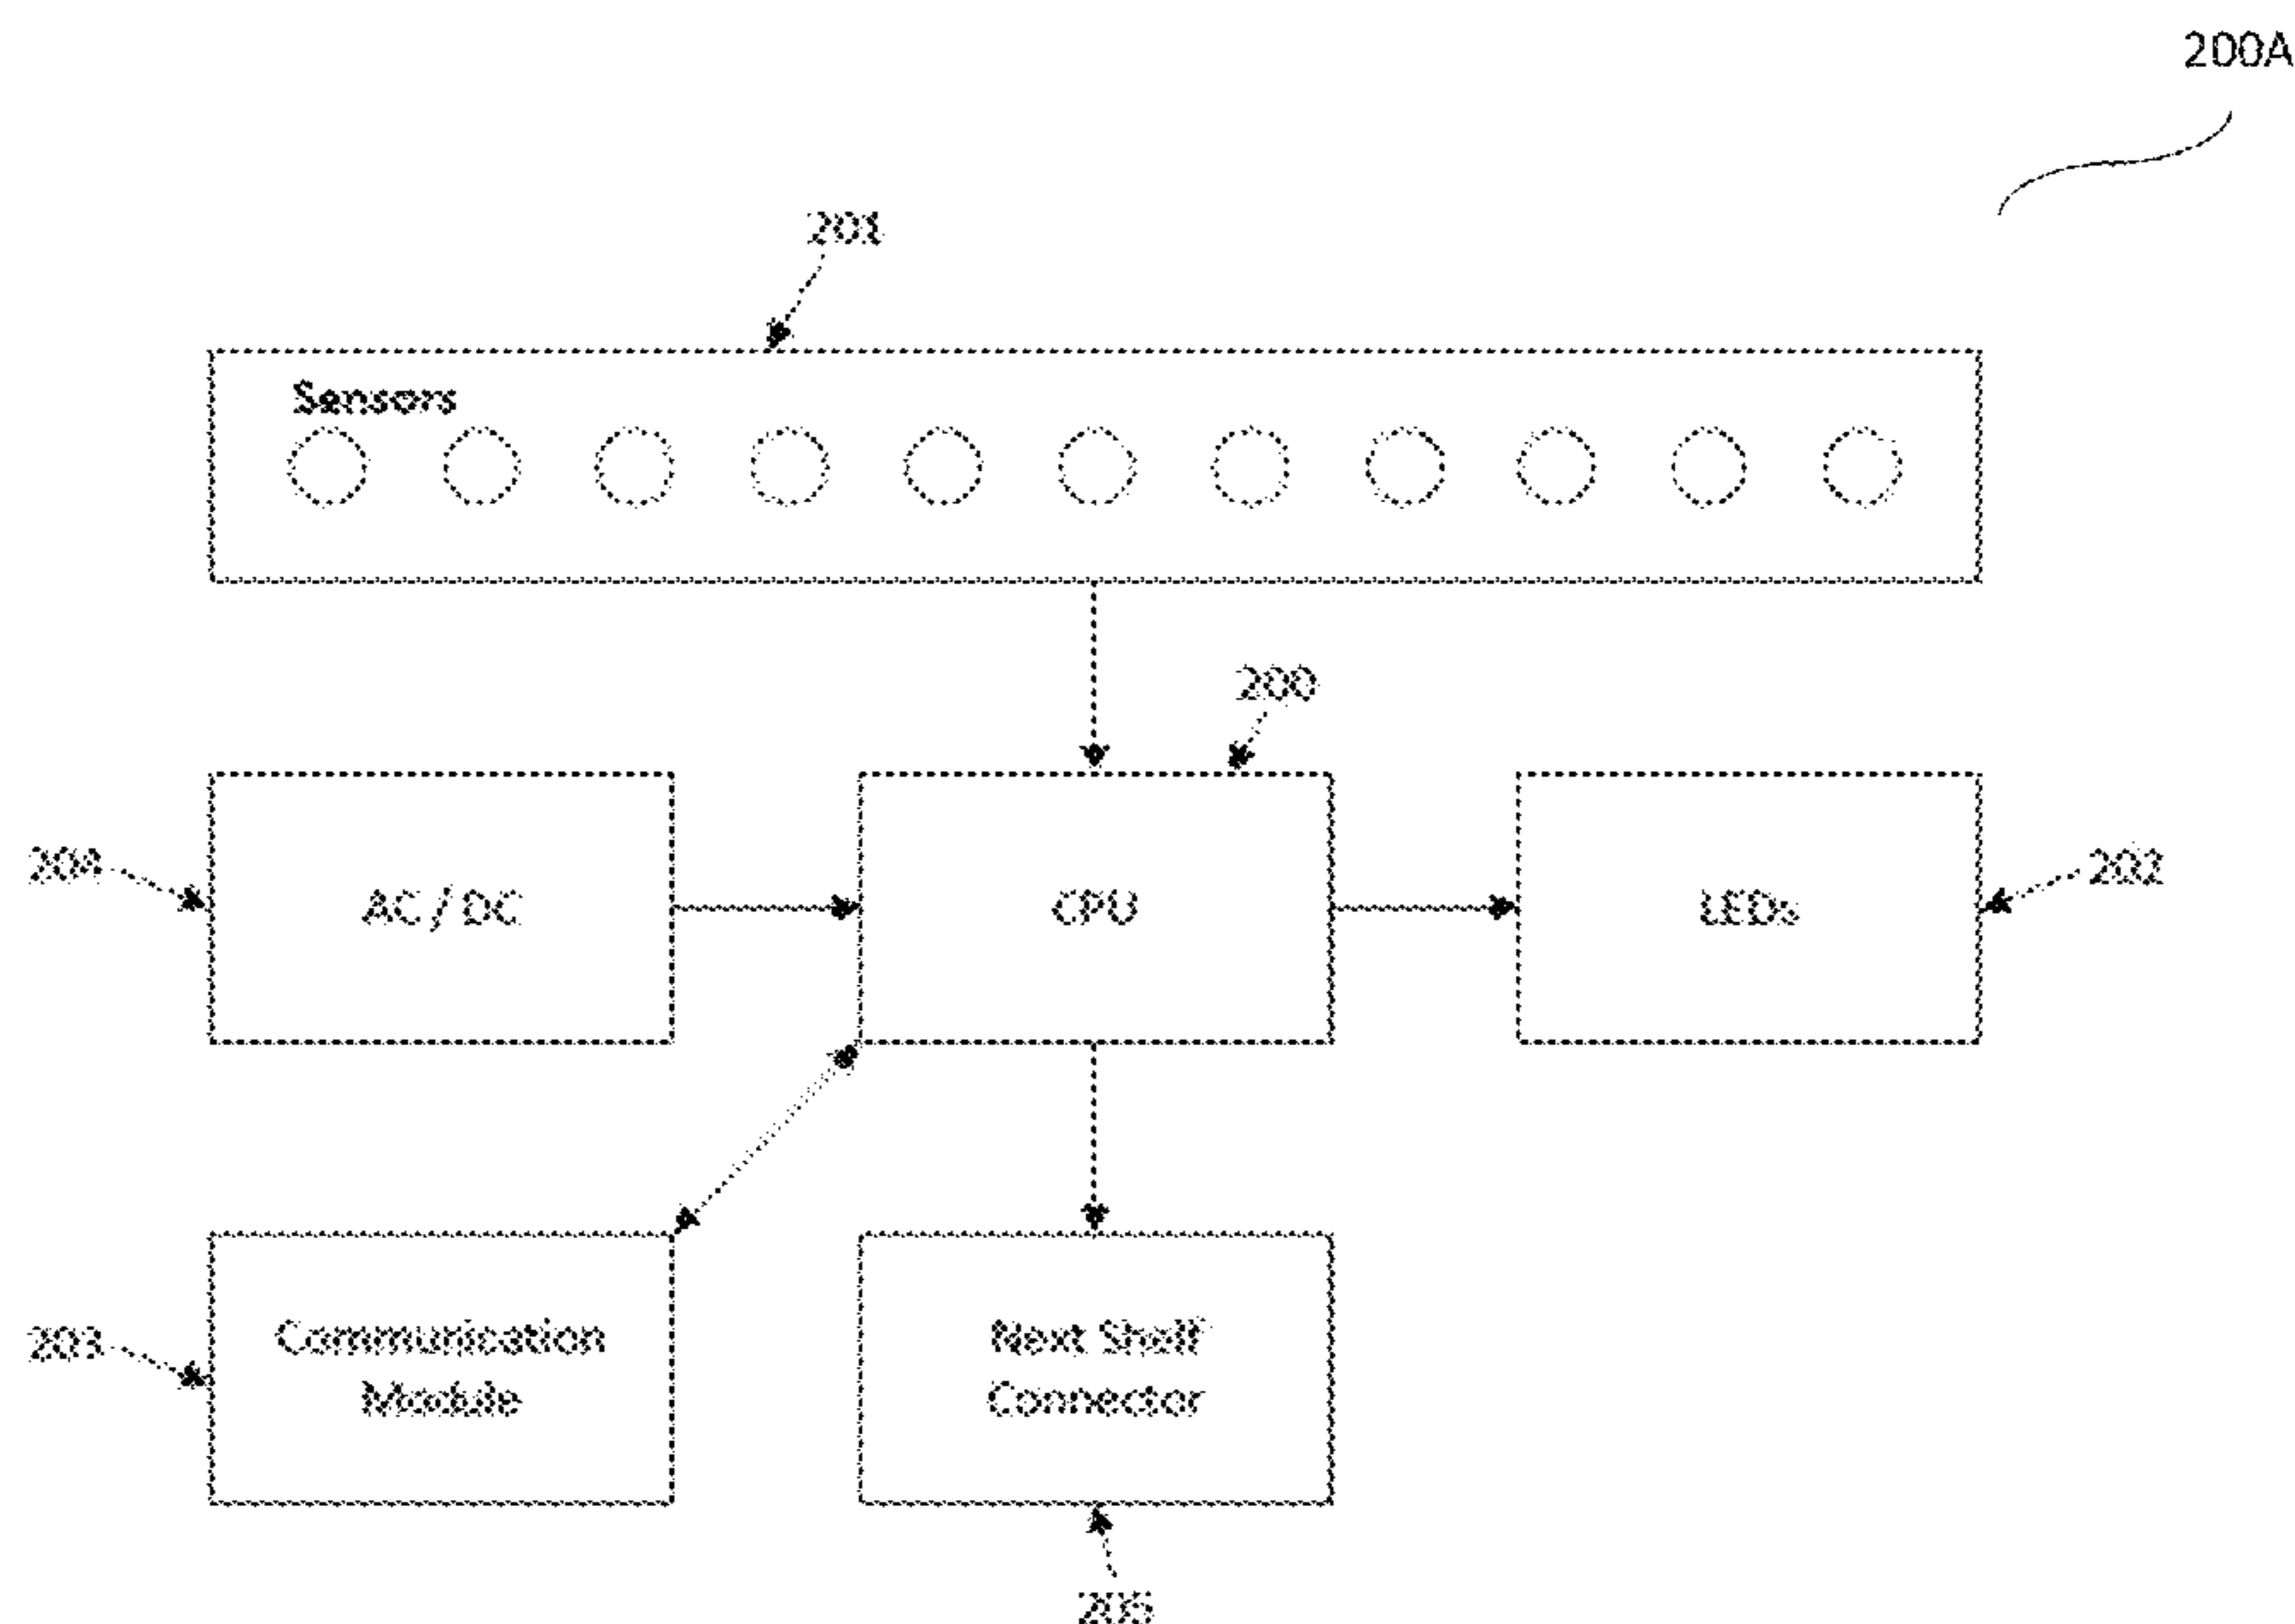 200A
201
Sensors
200
204
AC / DC
CPU
LEDs
202
203
Communication
Module
Next Shelf
Connector
205